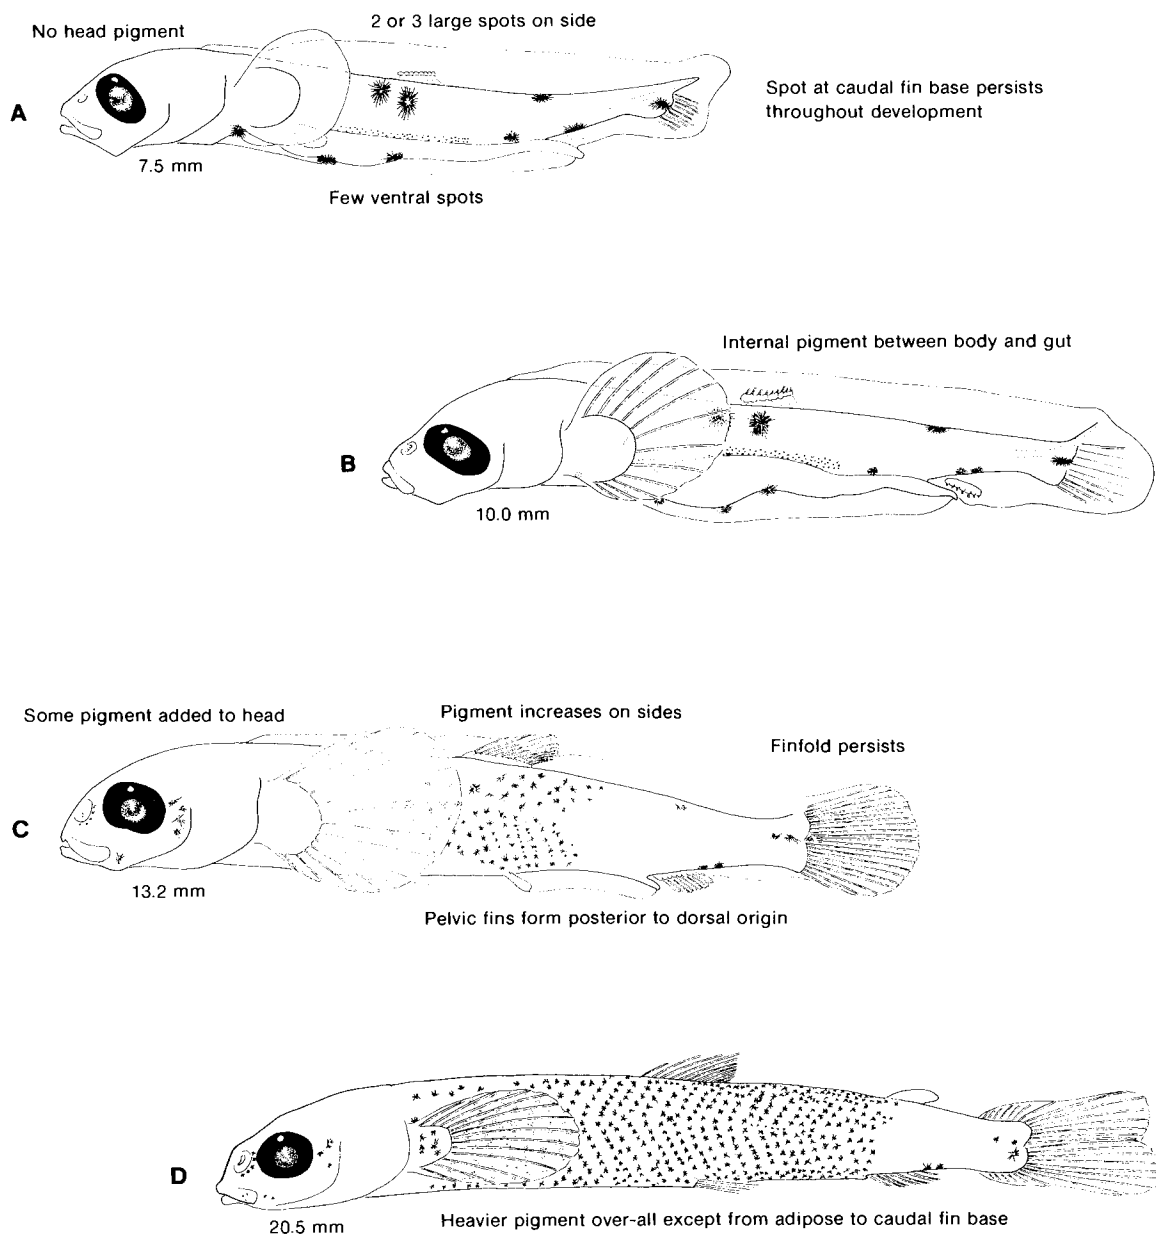 No head pigment
2 or 3 large spots on side
A
Spot at caudal fin base persists
throughout development
7.5 mm
Few ventral spots
Internal pigment between body and gut
B
10.0 mm
Some pigment added to head
Pigment increases on sides
Finfold persists
C
13.2 mm
Pelvic fins form posterior to dorsal origin
D
20.5 mm
Heavier pigment over-all except from adipose to caudal fin base